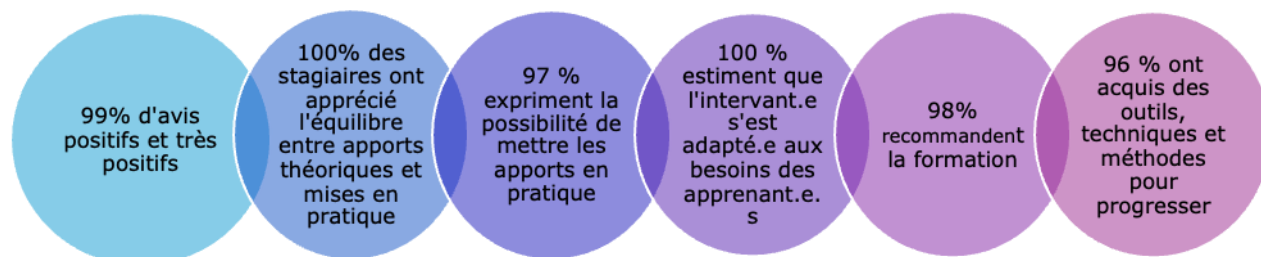 99% d'avis
positifs et très
positifs
100% des
stagiaires ont
apprécié
l'équilibre
entre apports
théoriques et
mises en
pratique
97 %
expriment la
possibilité de
mettre les
apports en
pratique
100 %
estiment que
l'intervant.e
s'est
adapté.e aux
besoins des
apprenant.e.
s
98%
recommandent
la formation
96 % ont
acquis des
outils,
techniques et
méthodes
pour
progresser